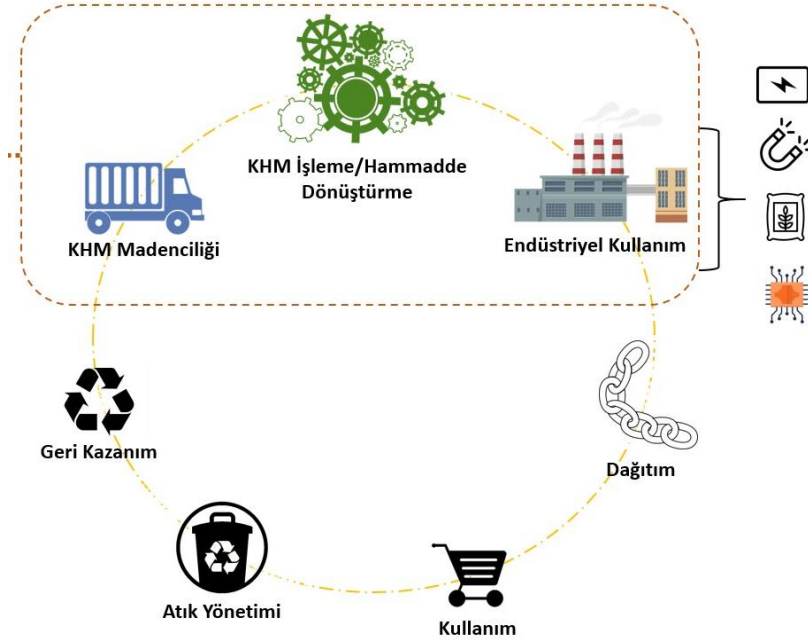 KHM İşleme/Hammadde
Dönüştürme
KHM Madenciliği
Endüstriyel Kullanım
Geri Kazanım
Dağıtım
Atık Yönetimi
Kullanım